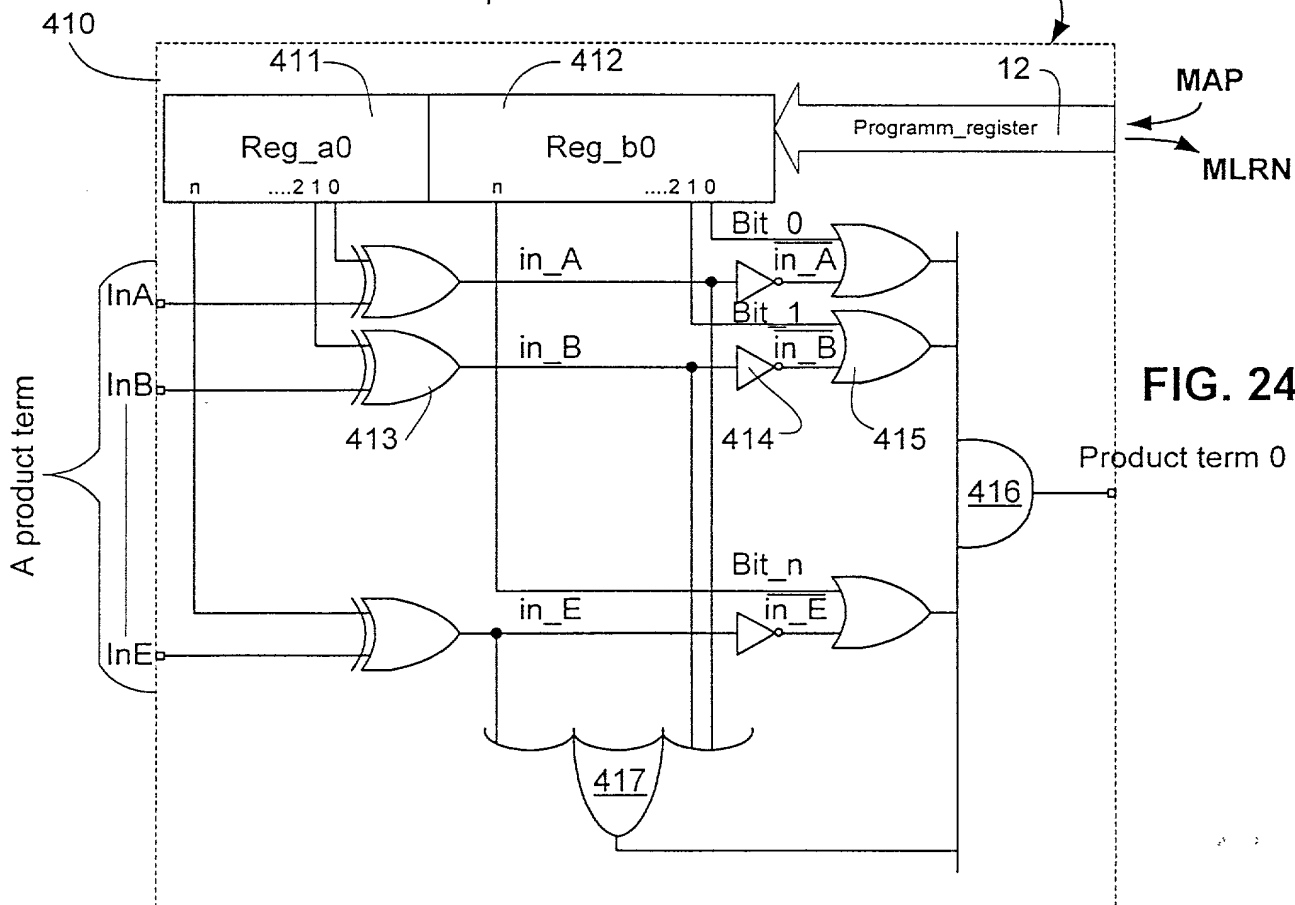 410
411
412
12
MAP
MLRN
Reg_a0
Reg_b0
Programm_register
n ....2 1 0
n ....2 1 0
Bit_0
InA
in_A
in_A
Bit_1
InB
in_B
in_B
413
414
415
FIG. 24
A product term
Product term 0
416
Bit_n
in_E
in_E
InE
417